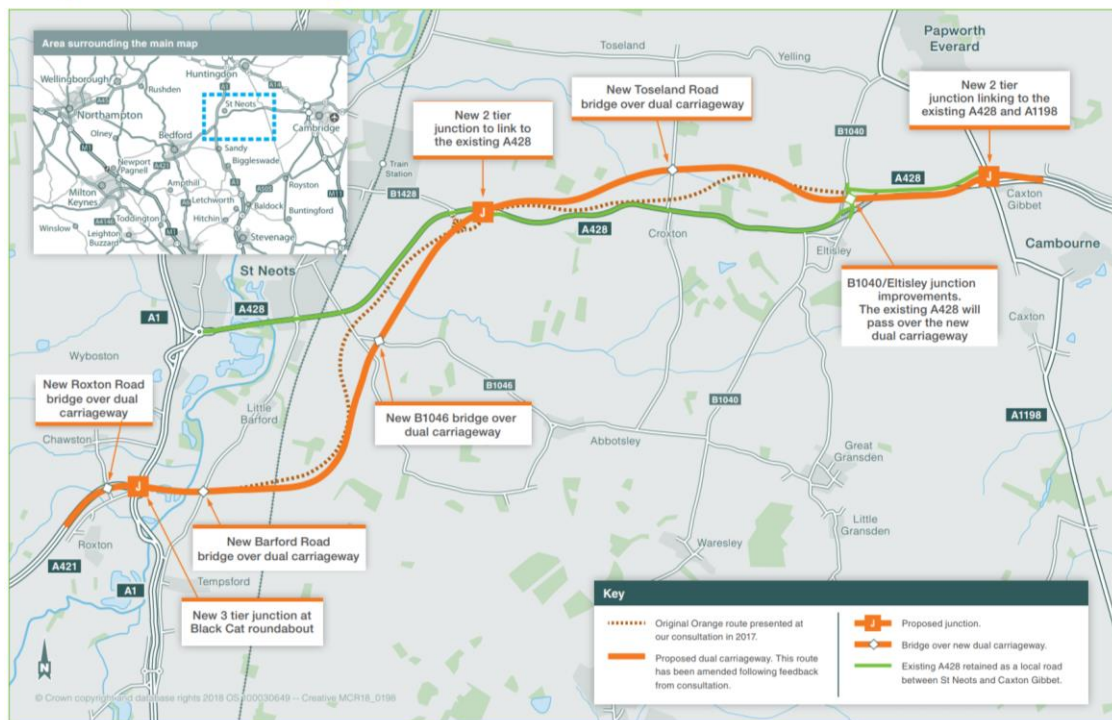 Area surrounding the main map
Wellingborough
Rushden
Huntingdon
A14
A45
A1
St Neots
Northampton
Cambridge
Olney
Bedford
M1
A421
Sandy
Newport
Pagnell
Biggleswade
Ampthill
Royston
M11
Milton
Keynes
Letchworth
Baldock
Toddington
Hitchin
Buntingford
Winslow
Leighton
Buzzard
Stevenage
Toseland
Yelling
Papworth
Everard
New 2 tier
junction to link to
the existing A428
New Toseland Road
bridge over dual carriageway
New 2 tier
junction linking to the
existing A428 and A1198
B1040
Train
Station
B1428
A428
J
J
Caxton
Gibbet
A428
Croxton
Eltisley
Cambourne
St Neots
A1
A428
B1040/Eltisley junction
improvements.
The existing A428 will
pass over the new
dual carriageway
Caxton
Wyboston
New Roxton Road
bridge over dual
carriageway
Little
Barford
B1046
B1040
New B1046 bridge over
dual carriageway
A1198
Chawston
Abbotsley
Great
Gransden
J
Little
Gransden
Roxton
New Barford Road
bridge over dual carriageway
Waresley
A421
A1
Tempsford
New 3 tier junction at
Black Cat roundabout
N
Key
Original Orange route presented at
our consultation in 2017.
Proposed dual carriageway. This route
has been amended following feedback
from consultation.
J Proposed junction.
Bridge over new dual carriageway.
Existing A428 retained as a local road
between St Neots and Caxton Gibbet.
© Crown copyright and database rights 2018 OS 100030649 -- Creative MCR18_0198